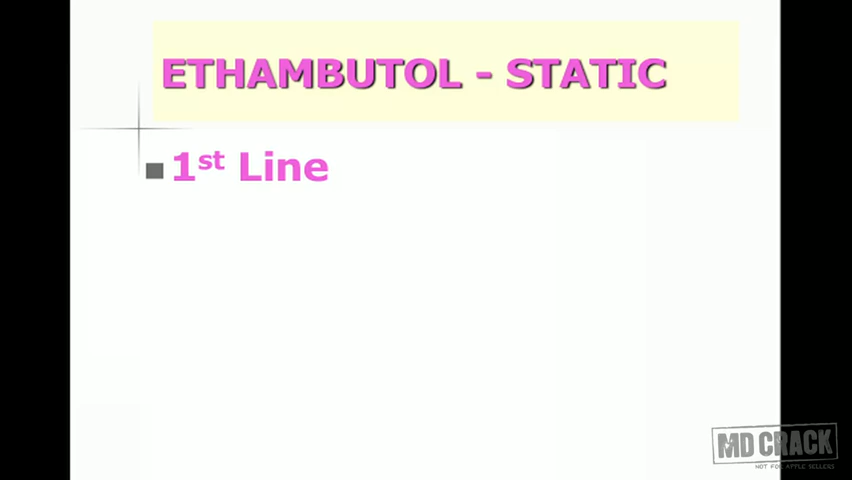 ETHAMBUTOL - STATIC
1st Line
MD CRACK
NOT FOR APPLE SELLERS